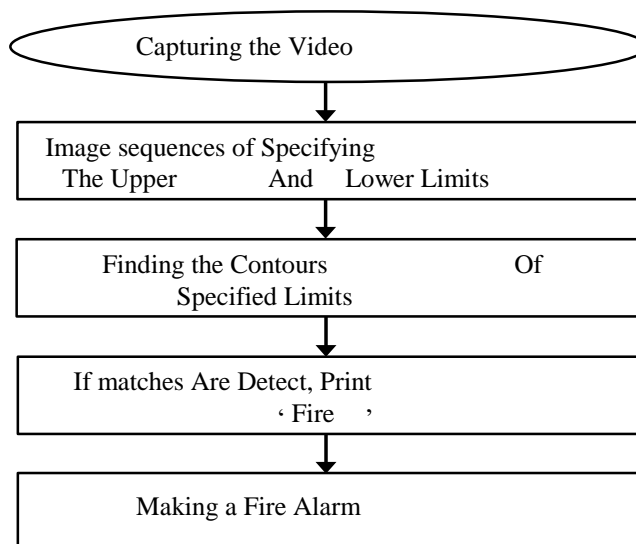 Capturing the Video
Image sequences of Specifying
The Upper And Lower Limits
Finding the Contours Of
Specified Limits
If matches Are Detect, Print
‘ Fire ’
Making a Fire Alarm